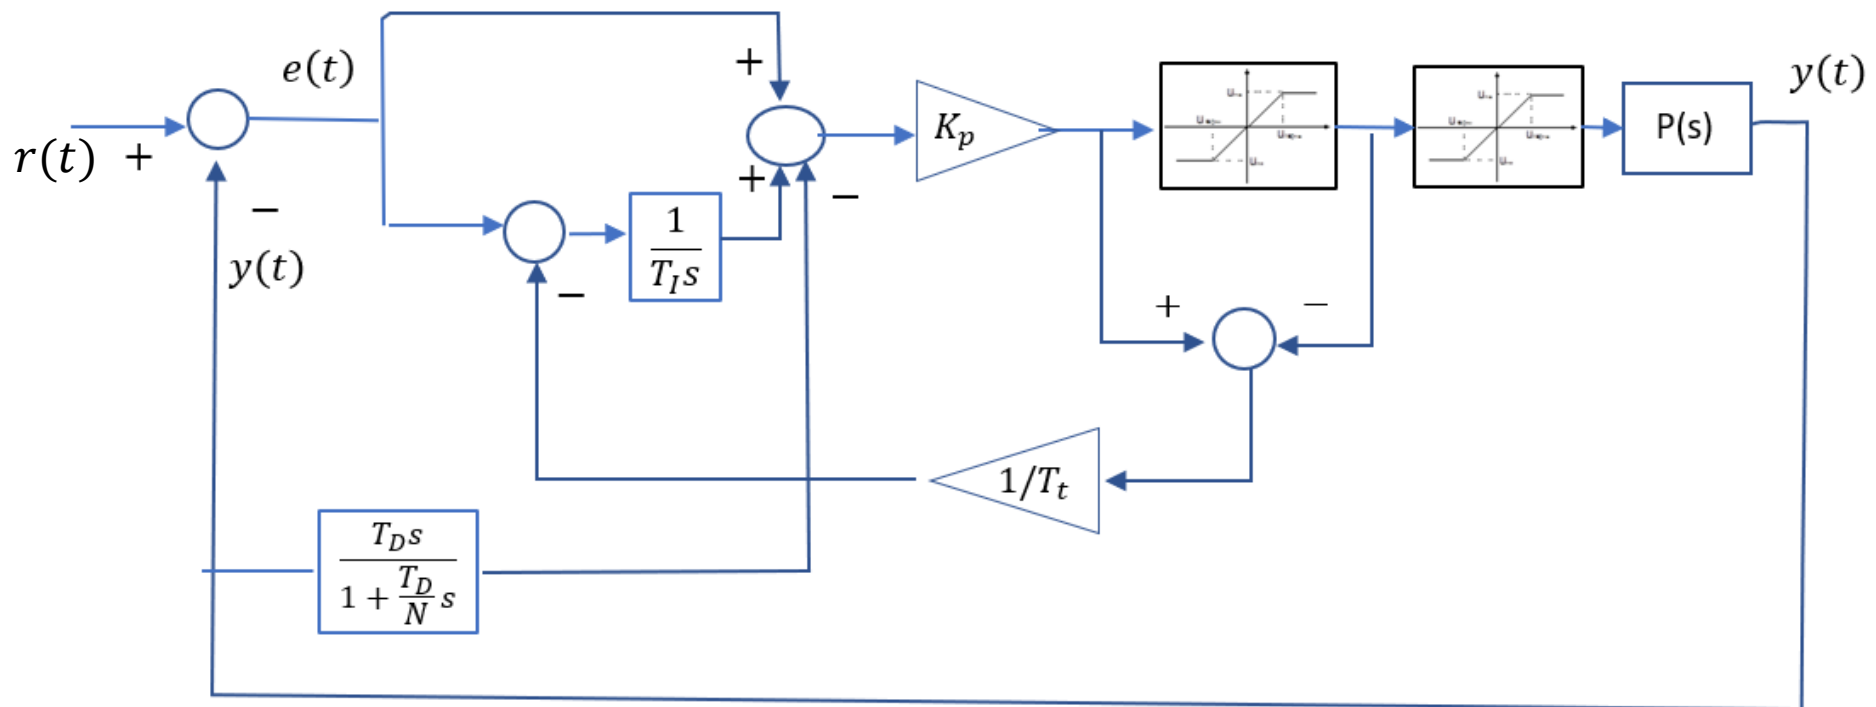 e(t)
r(t)
+
−
y(t)
+
+
−
−
1
T_I s
K_p
P(s)
y(t)
+
−
1/T_t
T_D s
1 + T_D/N s